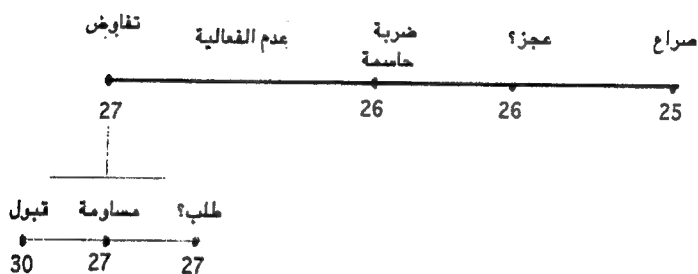 صراع عجز؟ ضربة حاسمة عدم الفعالية تفاوض
25 26 26 27
طلب؟ مساومة قبول
27 27 30